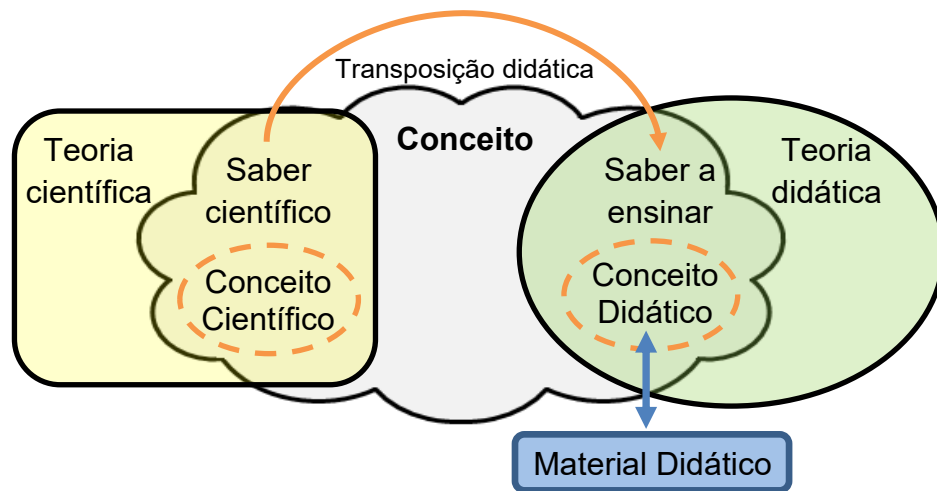 Transposição didática
Conceito
Teoria
científica
Saber
científico
Conceito
Científico
Saber a
ensinar
Teoria
didática
Conceito
Didático
Material Didático